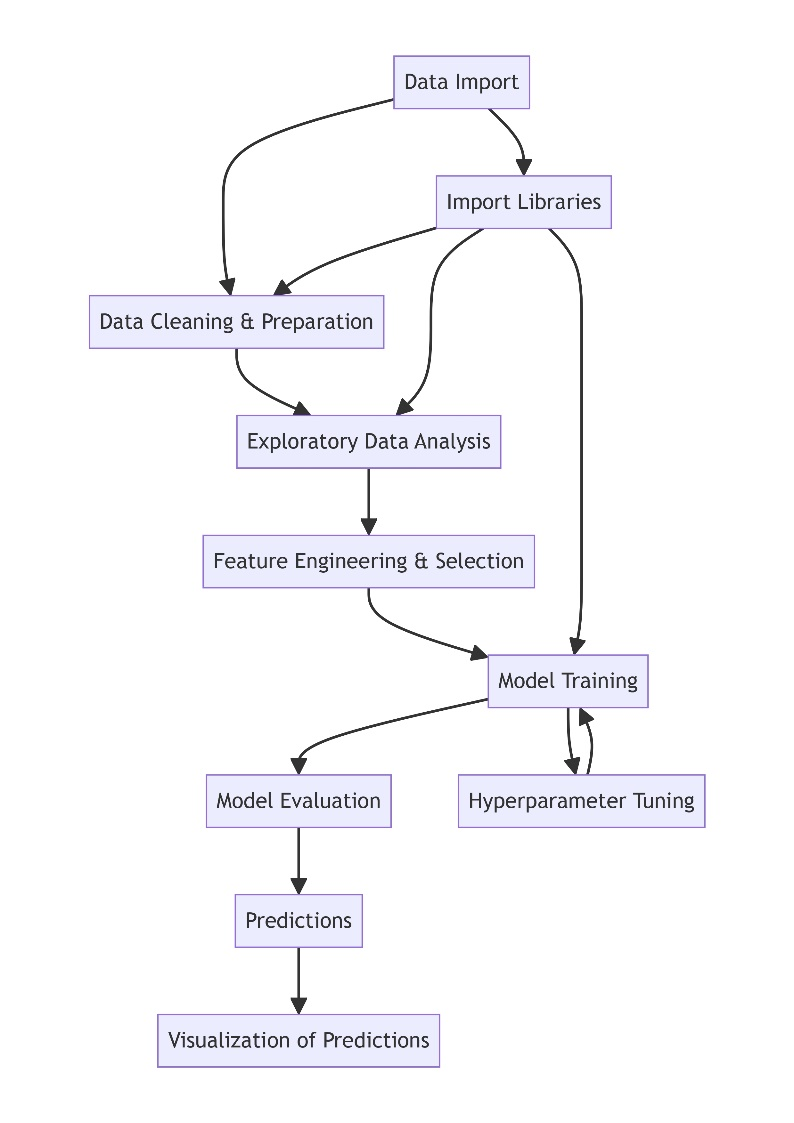 Data Import
Import Libraries
Data Cleaning & Preparation
Exploratory Data Analysis
Feature Engineering & Selection
Model Training
Model Evaluation
Hyperparameter Tuning
Predictions
Visualization of Predictions